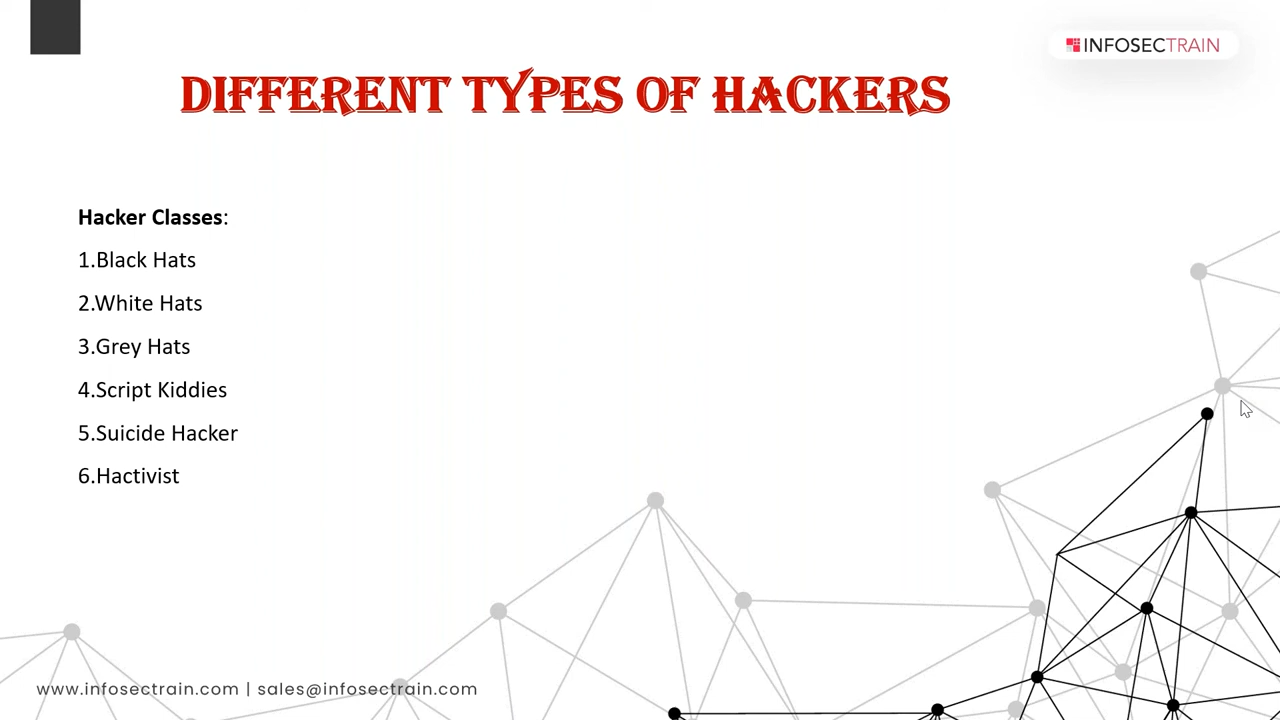 INFOSECTRAIN
DIFFERENT TYPES OF HACKERS
Hacker Classes:
1.Black Hats
2.White Hats
3.Grey Hats
4.Script Kiddies
5.Suicide Hacker
6.Hactivist
www.infosectrain.com | sales@infosectrain.com